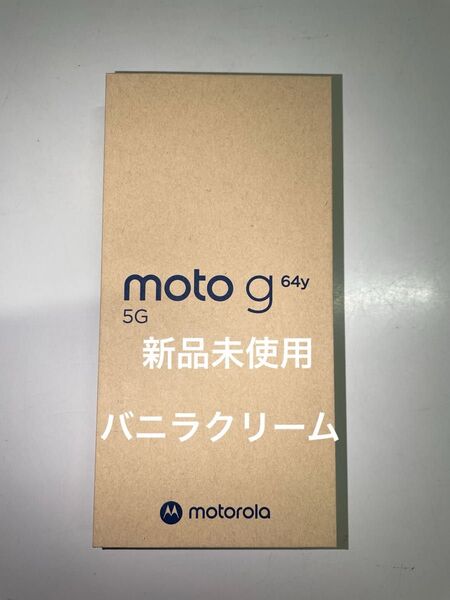 moto g 64y
5G
新品未使用
バニラクリーム
motorola